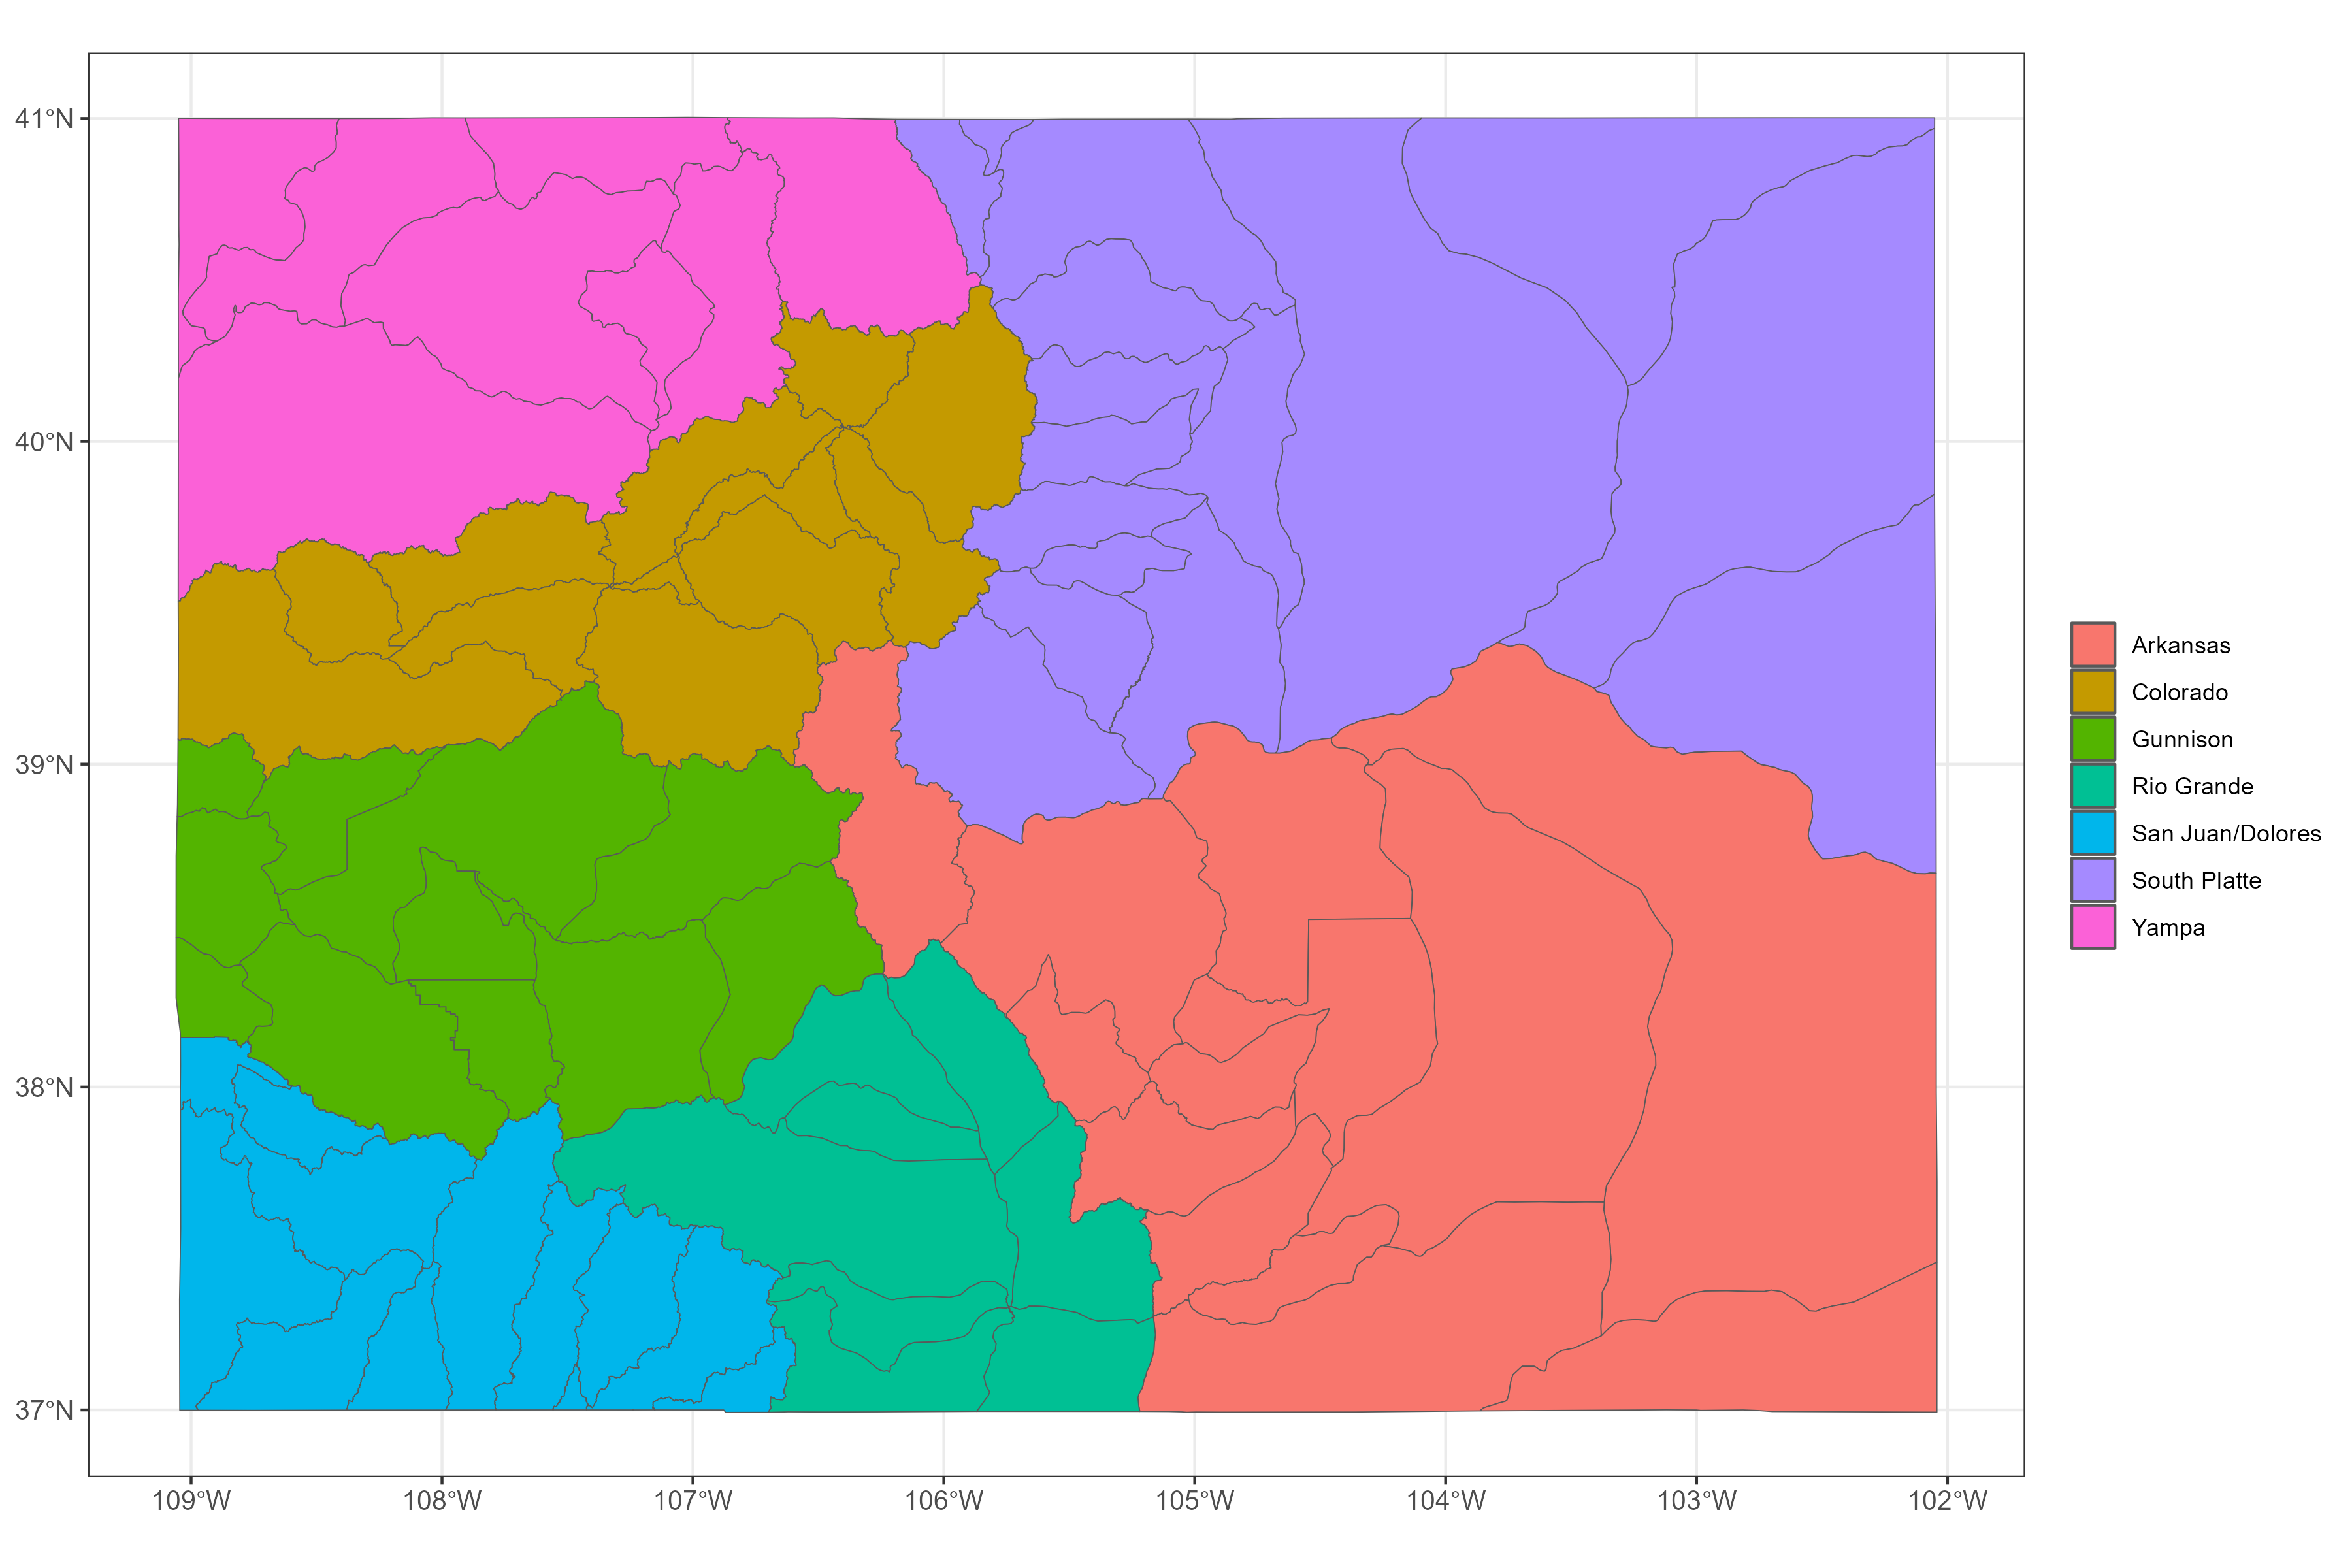 41°N
40°N
39°N
38°N
37°N
109°W
108°W
107°W
106°W
105°W
104°W
103°W
102°W
Arkansas
Colorado
Gunnison
Rio Grande
San Juan/Dolores
South Platte
Yampa